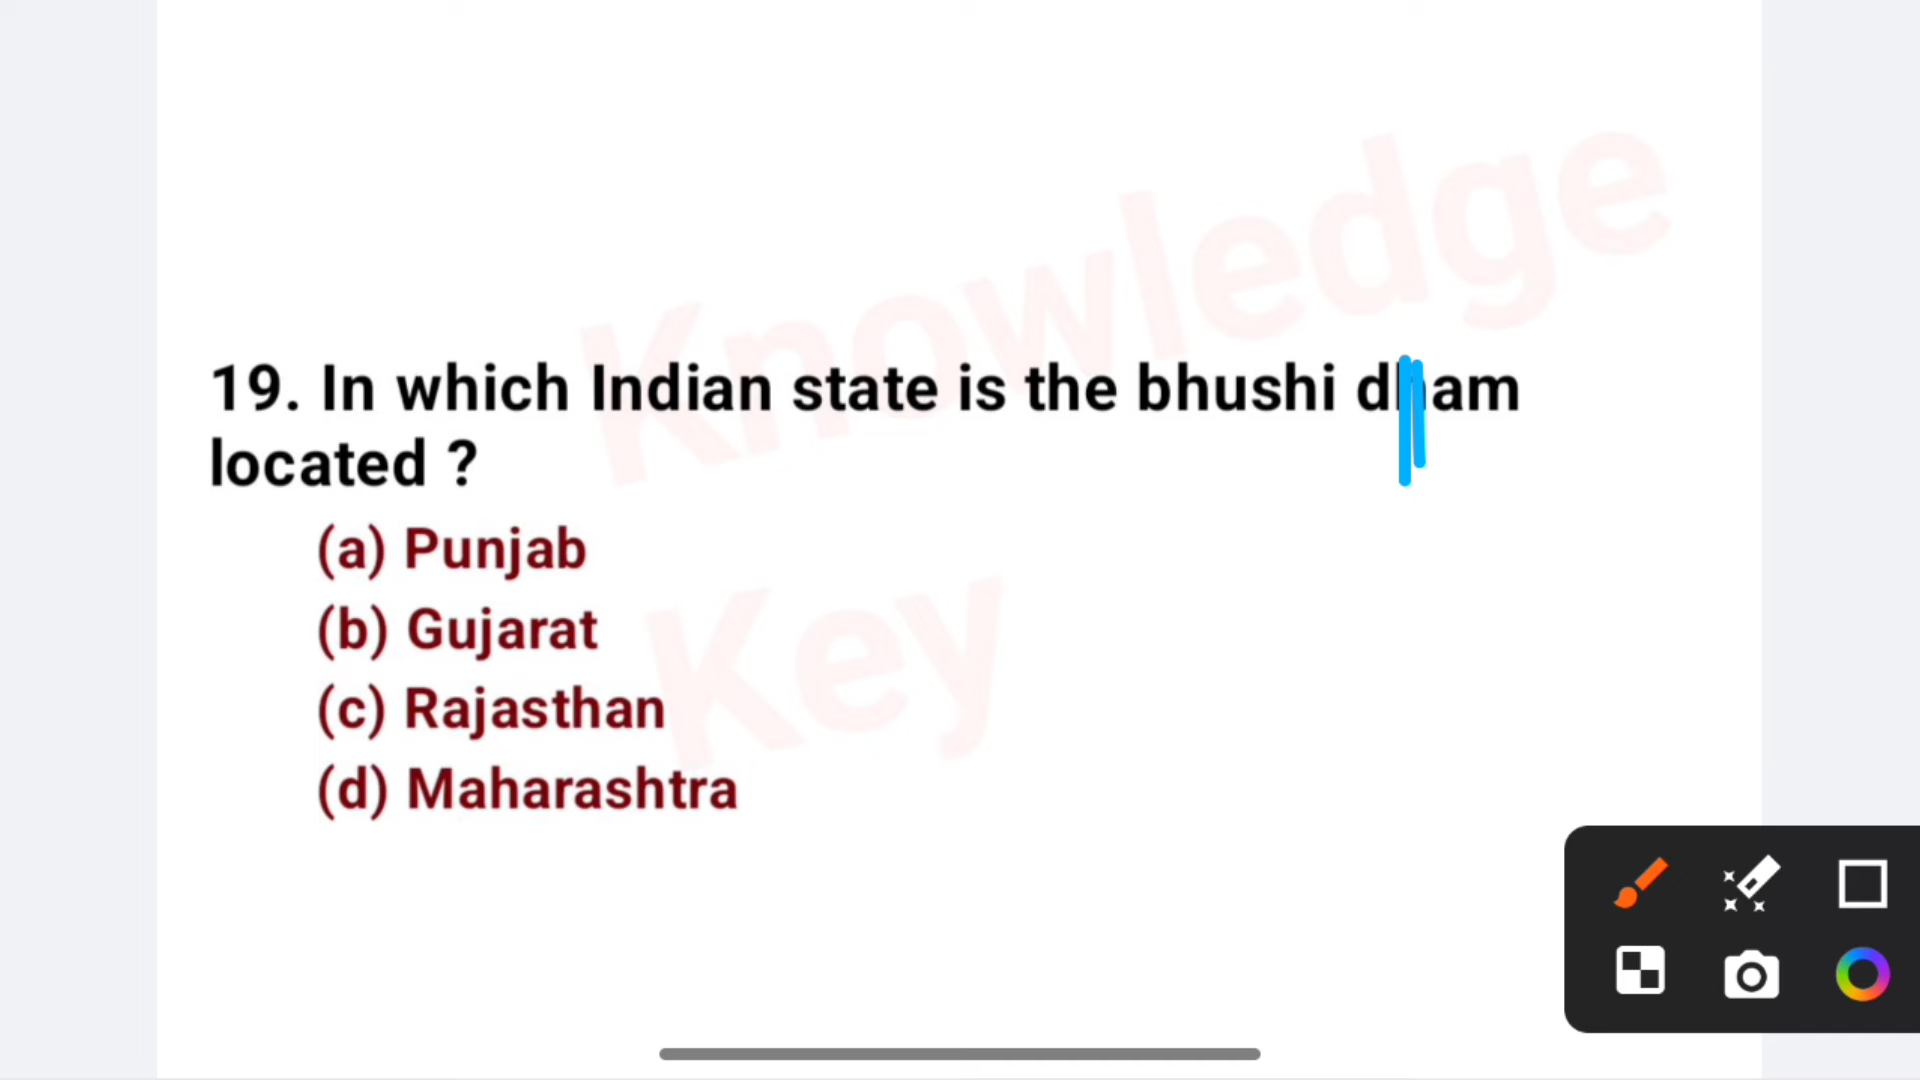 Knowledge
19. In which Indian state is the bhushi dham
located ?
(a) Punjab
(b) Gujarat
Key
(c) Rajasthan
(d) Maharashtra